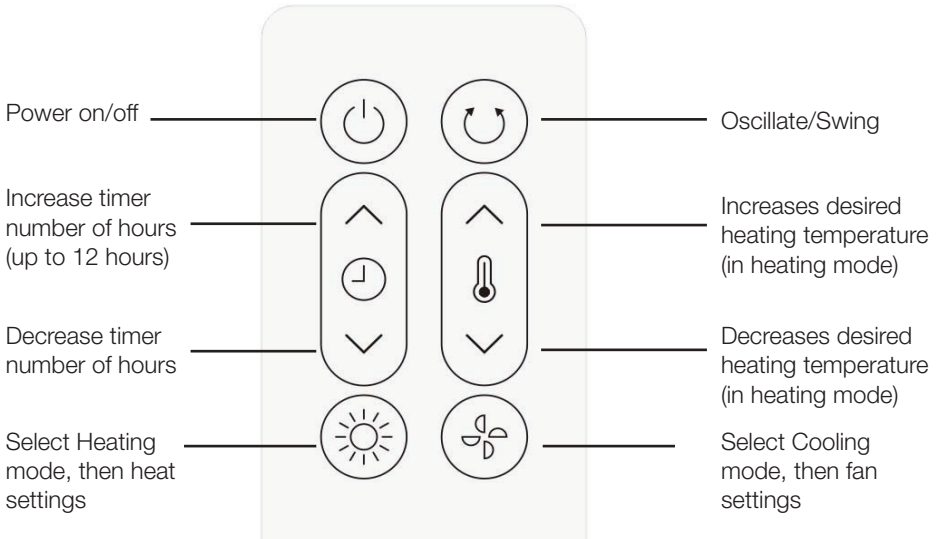 Power on/off
Oscillate/Swing
Increase timer
number of hours
(up to 12 hours)
Increases desired
heating temperature
(in heating mode)
Decrease timer
number of hours
Decreases desired
heating temperature
(in heating mode)
Select Heating
mode, then heat
settings
Select Cooling
mode, then fan
settings